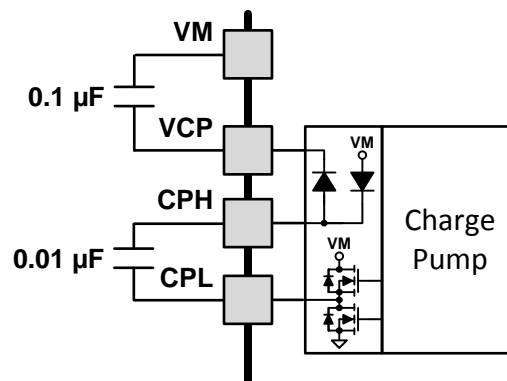 VM
0.1 µF
VCP
VM
CPH
Charge
Pump
VM
0.01 µF
CPL